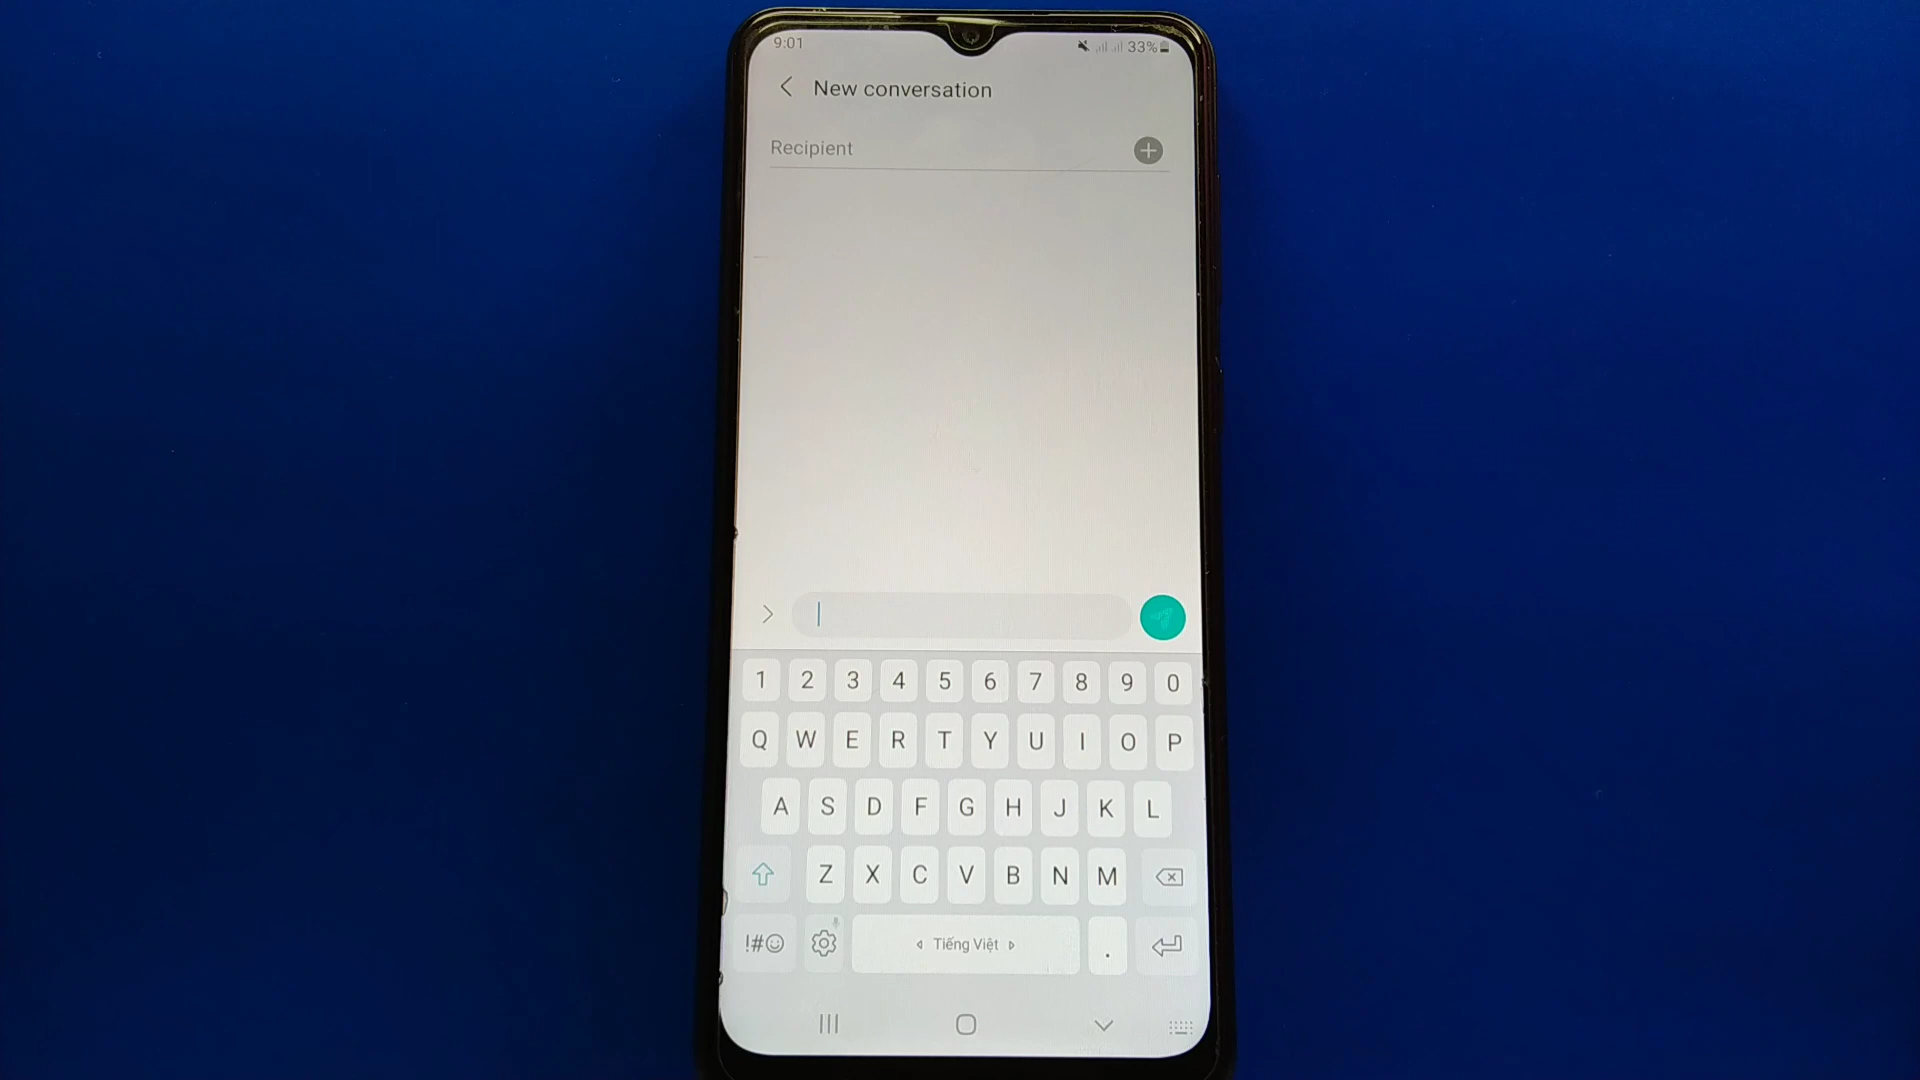 9:01 33%
New conversation
Recipient
1 2 3 4 5 6 7 8 9 0
Q W E R T Y U I O P
A S D F G H J K L
Z X C V B N M
!#☺ Tiếng Việt .